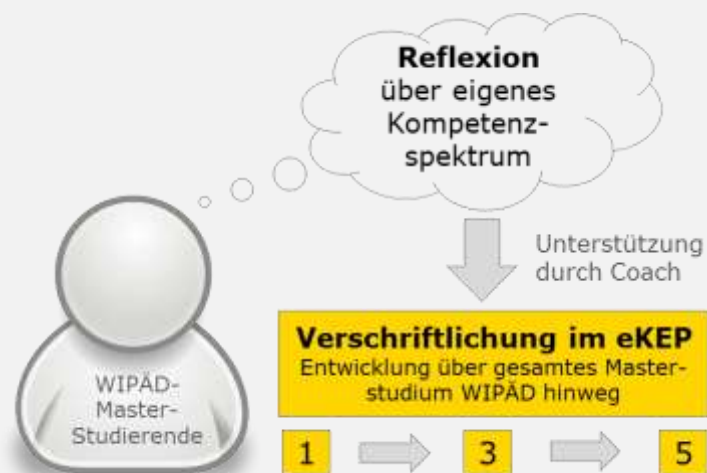 Reflexion
über eigenes
Kompetenz-
spektrum
Unterstützung
durch Coach
Verschriftlichung im eKEP
Entwicklung über gesamtes Master-
studium WIPÄD hinweg
WIPÄD-
Master-
Studierende
1 3 5